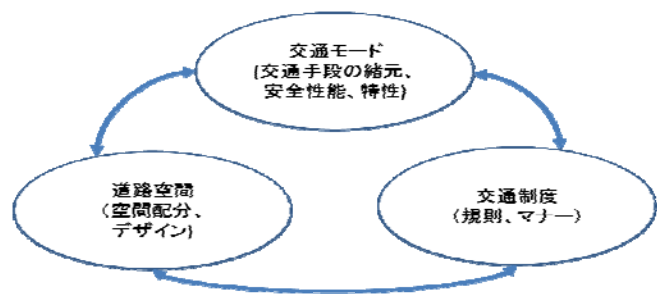 交通モード
(交通手段の緒元、
安全性能、特性)
道路空間
(空間配分、
デザイン)
交通制度
(規則、マナー)